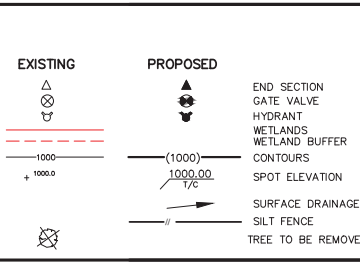 EXISTING PROPOSED
END SECTION
GATE VALVE
HYDRANT
WETLANDS
WETLAND BUFFER
1000 (1000) CONTOURS
+ 1000.0 1000.00 SPOT ELEVATION
T/C
SURFACE DRAINAGE
// SILT FENCE
TREE TO BE REMOVE